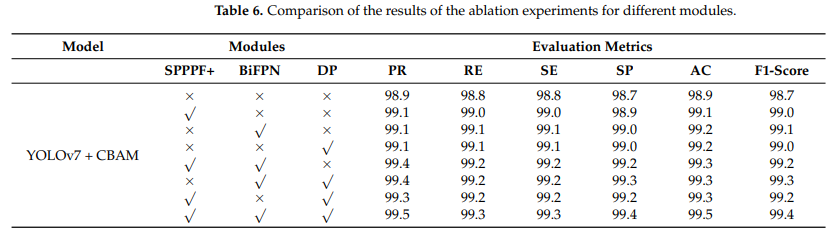 Table 6. Comparison of the results of the ablation experiments for different modules.
Model Modules Evaluation Metrics
SPPPF+ BiFPN DP PR RE SE SP AC F1-Score
× × × 98.9 98.8 98.8 98.7 98.9 98.7
√ × × 99.1 99.0 99.0 98.9 99.1 99.0
× √ × 99.1 99.1 99.1 99.0 99.2 99.1
× × √ 99.1 99.1 99.1 99.0 99.2 99.0
YOLOv7 + CBAM
√ √ × 99.4 99.2 99.2 99.2 99.3 99.2
× √ √ 99.4 99.2 99.2 99.3 99.3 99.3
√ × √ 99.3 99.2 99.2 99.2 99.3 99.2
√ √ √ 99.5 99.3 99.3 99.4 99.5 99.4